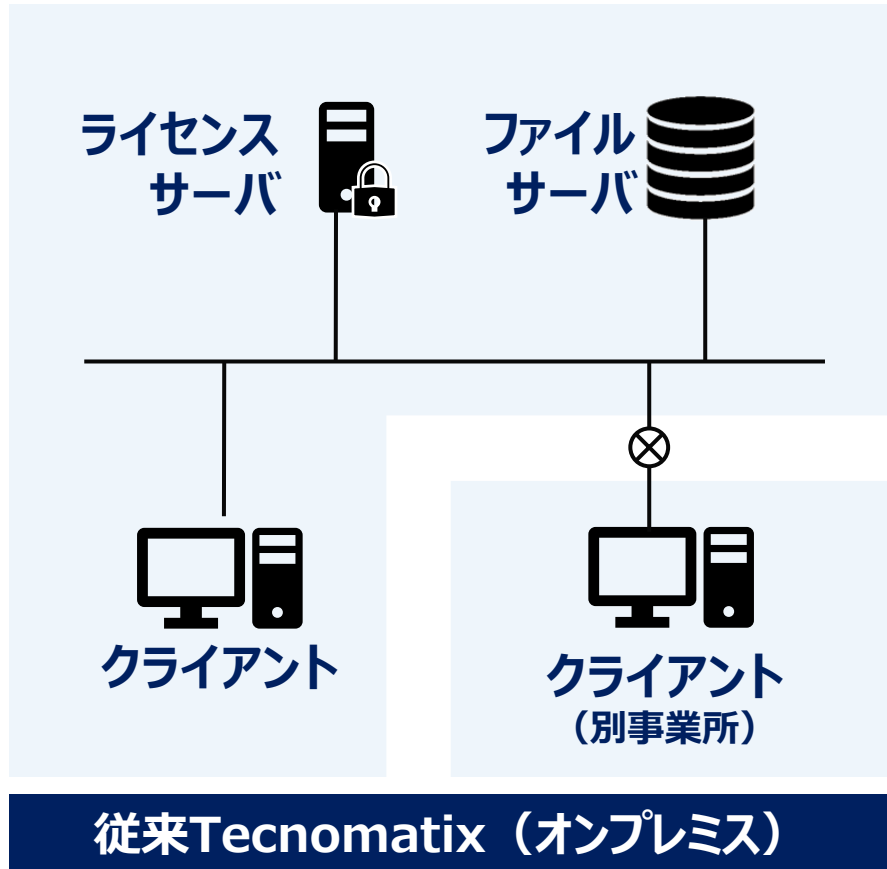 ライセンス
サーバ
ファイル
サーバ
クライアント
クライアント
（別事業所）
従来Tecnomatix（オンプレミス）